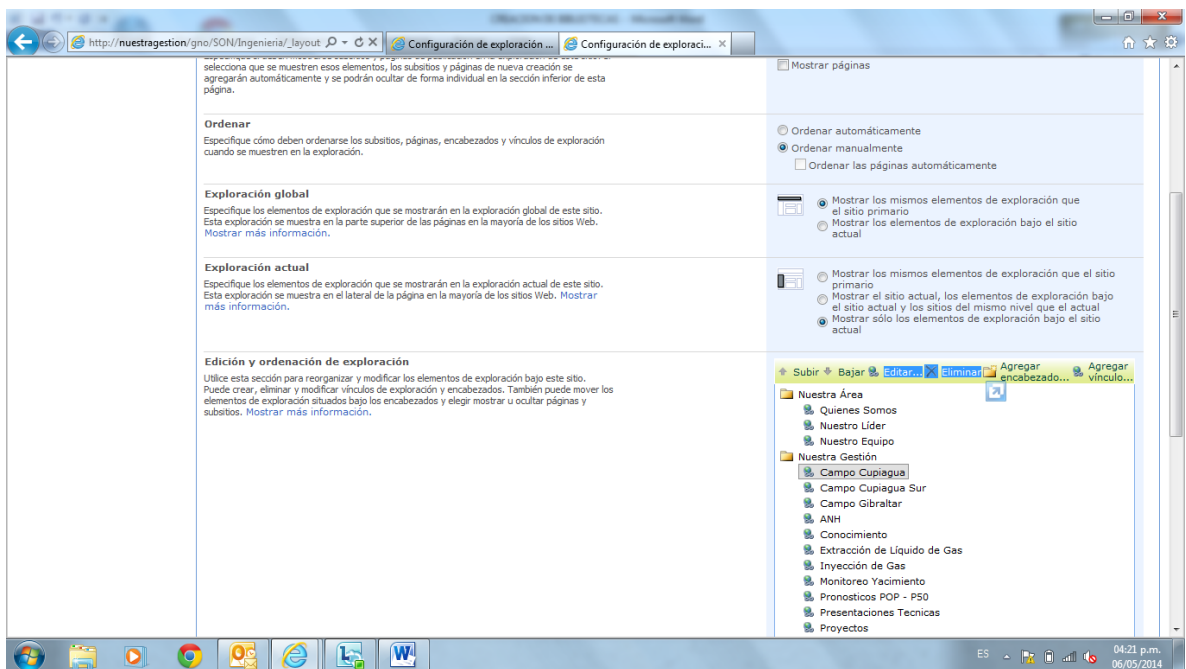 CREACION DE BIBLIOTECAS - Microsoft Word
http://nuestragestion/gno/SON/Ingenieria/_layout
Configuración de exploración ...
Configuración de exploraci...
selecciona que se muestren esos elementos, los subsitios y páginas de nueva creación se
agregarán automáticamente y se podrán ocultar de forma individual en la sección inferior de esta
página.
Mostrar páginas
Ordenar
Especifique cómo deben ordenarse los subsitios, páginas, encabezados y vínculos de exploración
cuando se muestren en la exploración.
Ordenar automáticamente
Ordenar manualmente
Ordenar las páginas automáticamente
Exploración global
Especifique los elementos de exploración que se mostrarán en la exploración global de este sitio.
Esta exploración se muestra en la parte superior de las páginas en la mayoría de los sitios Web.
Mostrar más información.
Mostrar los mismos elementos de exploración que
el sitio primario
Mostrar los elementos de exploración bajo el sitio
actual
Exploración actual
Especifique los elementos de exploración que se mostrarán en la exploración actual de este sitio.
Esta exploración se muestra en el lateral de la página en la mayoría de los sitios Web. Mostrar
más información.
Mostrar los mismos elementos de exploración que el sitio
primario
Mostrar el sitio actual, los elementos de exploración bajo
el sitio actual y los sitios del mismo nivel que el actual
Mostrar sólo los elementos de exploración bajo el sitio
actual
Edición y ordenación de exploración
Utilice esta sección para reorganizar y modificar los elementos de exploración bajo este sitio.
Puede crear, eliminar y modificar vínculos de exploración y encabezados. También puede mover los
elementos de exploración situados bajo los encabezados y elegir mostrar u ocultar páginas y
subsitios. Mostrar más información.
Subir Bajar Editar... Eliminar Agregar encabezado... Agregar vínculo...
Nuestra Área
Quienes Somos
Nuestro Líder
Nuestro Equipo
Nuestra Gestión
Campo Cupiagua
Campo Cupiagua Sur
Campo Gibraltar
ANH
Conocimiento
Extracción de Líquido de Gas
Inyección de Gas
Monitoreo Yacimiento
Pronosticos POP - P50
Presentaciones Tecnicas
Proyectos
ES
04:21 p.m.
06/05/2014